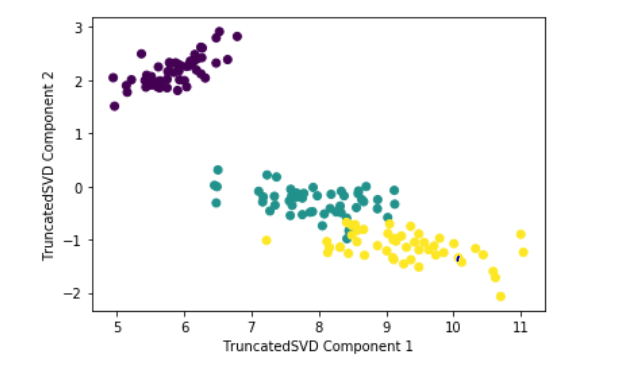 3
2
1
0
−1
−2
TruncatedSVD Component 2
5 6 7 8 9 10 11
TruncatedSVD Component 1